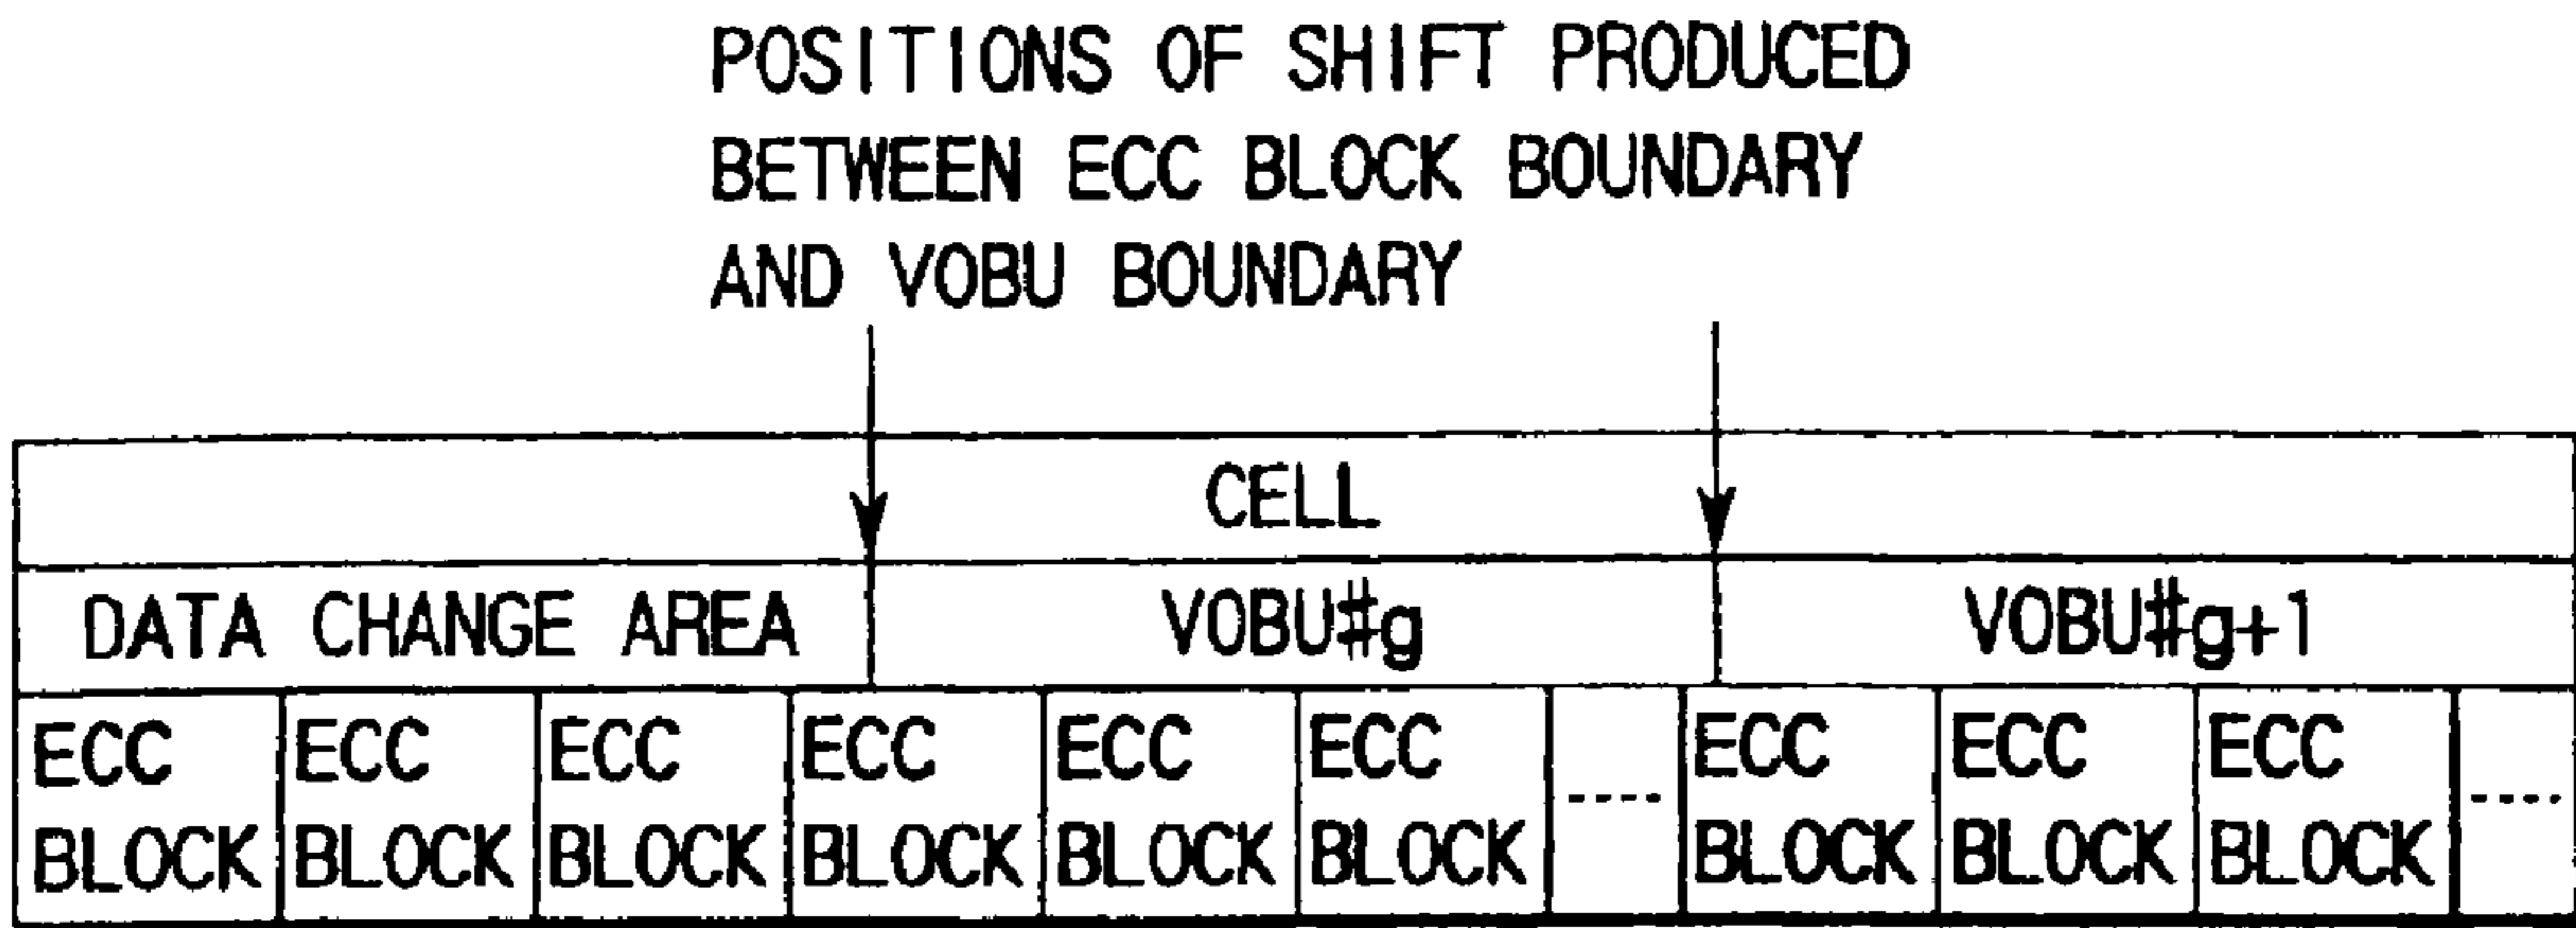 POSITIONS OF SHIFT PRODUCED
BETWEEN ECC BLOCK BOUNDARY
AND VOBU BOUNDARY
CELL
DATA CHANGE AREA VOBU#g VOBU#g+1
ECC ECC ECC ECC ECC ECC ---- ECC ECC ECC ----
BLOCK BLOCK BLOCK BLOCK BLOCK BLOCK BLOCK BLOCK BLOCK